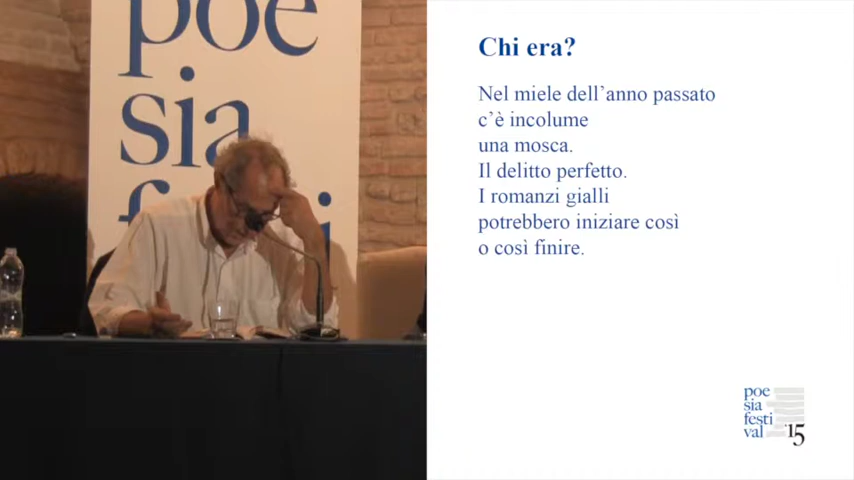 poe
sia
festi
Chi era?
Nel miele dell'anno passato
c'è incolume
una mosca.
Il delitto perfetto.
I romanzi gialli
potrebbero iniziare così
o così finire.
poe
sia
festi
val '15